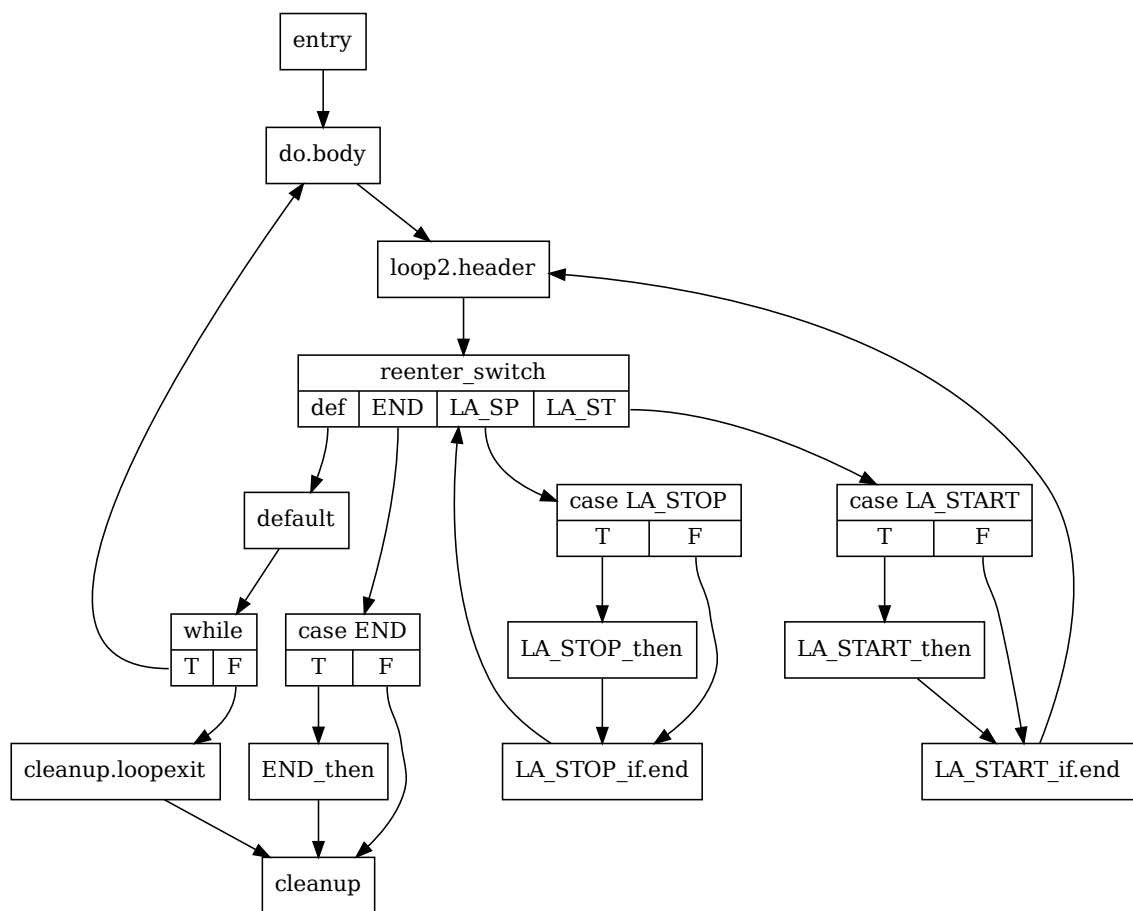 entry
do.body
loop2.header
reenter_switch
def END LA_SP LA_ST
default
case LA_STOP
T F
case LA_START
T F
while
T F
case END
T F
LA_STOP_then
LA_START_then
cleanup.loopexit
END_then
LA_STOP_if.end
LA_START_if.end
cleanup